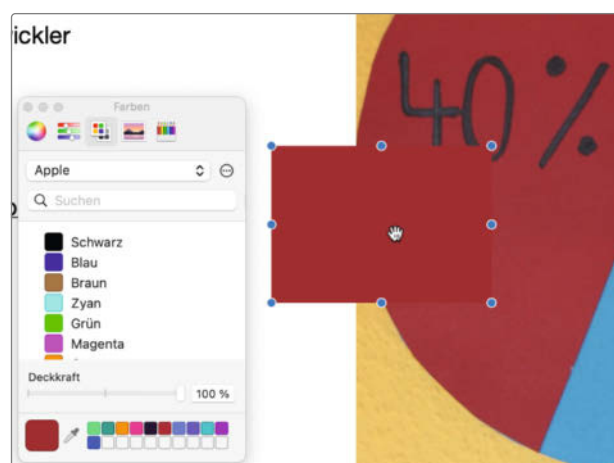 ickler
40%
Farben
Apple
Suchen
Schwarz
Blau
Braun
Zyan
Grün
Magenta
Deckkraft
100 %